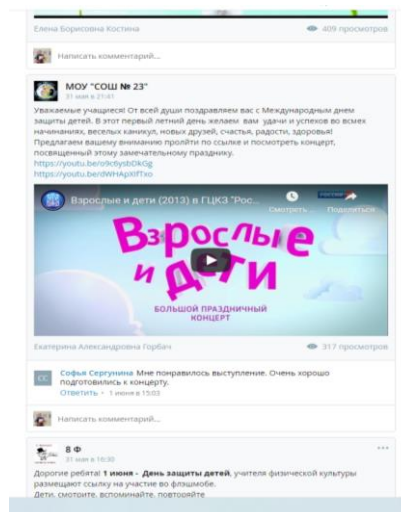 Елена Борисовна Костина
409 просмотров
Написать комментарий...
МОУ "СОШ № 23"
31 мая в 21:41
Уважаемые учащиеся! От всей души поздравляем вас с Международным днем
защиты детей. В этот первый летний день желаем вам удачи и успехов во всмех
начинаниях, веселых каникул, новых друзей, счастья, радости, здоровья!
Предлагаем вашему вниманию пролйти по ссылке и посмотреть концерт,
посвященный этому замечательному празднику.
https://youtu.be/o9c6ysbDkGg
https://youtu.be/dWHApXlfTxo
Взрослые и дети (2013) в ГЦКЗ "Рос...
Смотреть ...
Поделиться
Взрослые
и дети
БОЛЬШОЙ ПРАЗДНИЧНЫЙ
КОНЦЕРТ
Екатерина Александровна Горбач
317 просмотров
СС
Софья Сергунина Мне понравилось выступление. Очень хорошо
подготовились к концерту.
Ответить • 1 июня в 15:03
Написать комментарий...
8 Ф
31 мая в 16:30
Дорогие ребята! 1 июня - День защиты детей, учителя физической культуры
размещают ссылку на участие во флэшмобе.
Дети, смотрите, вспоминайте, повторяйте